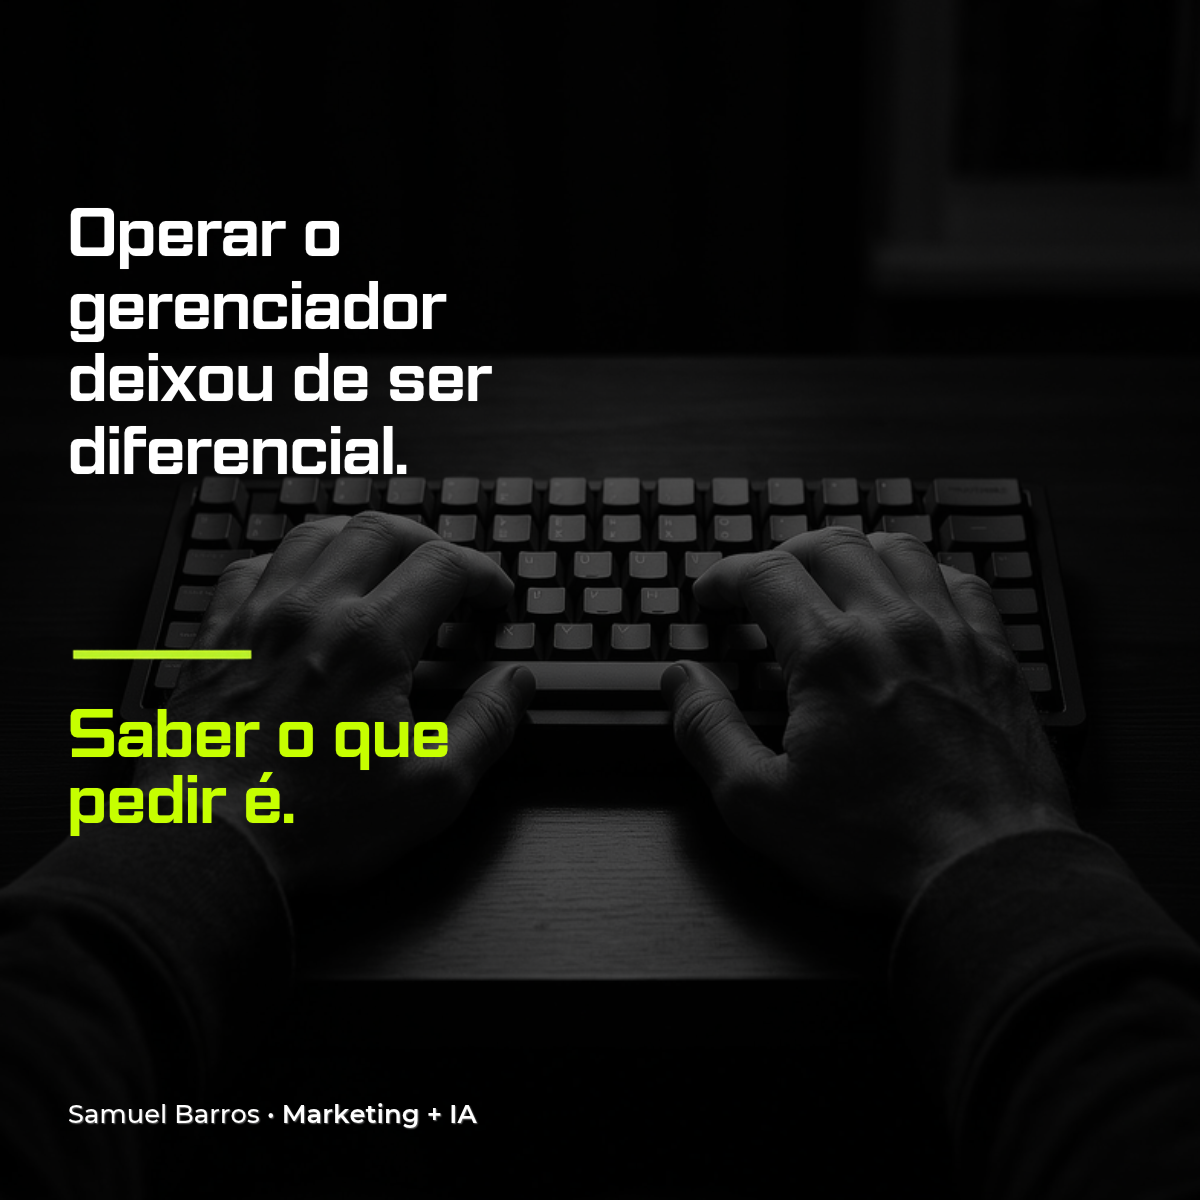 Operar o
gerenciador
deixou de ser
diferencial.
Saber o que
pedir é.
Samuel Barros • Marketing + IA